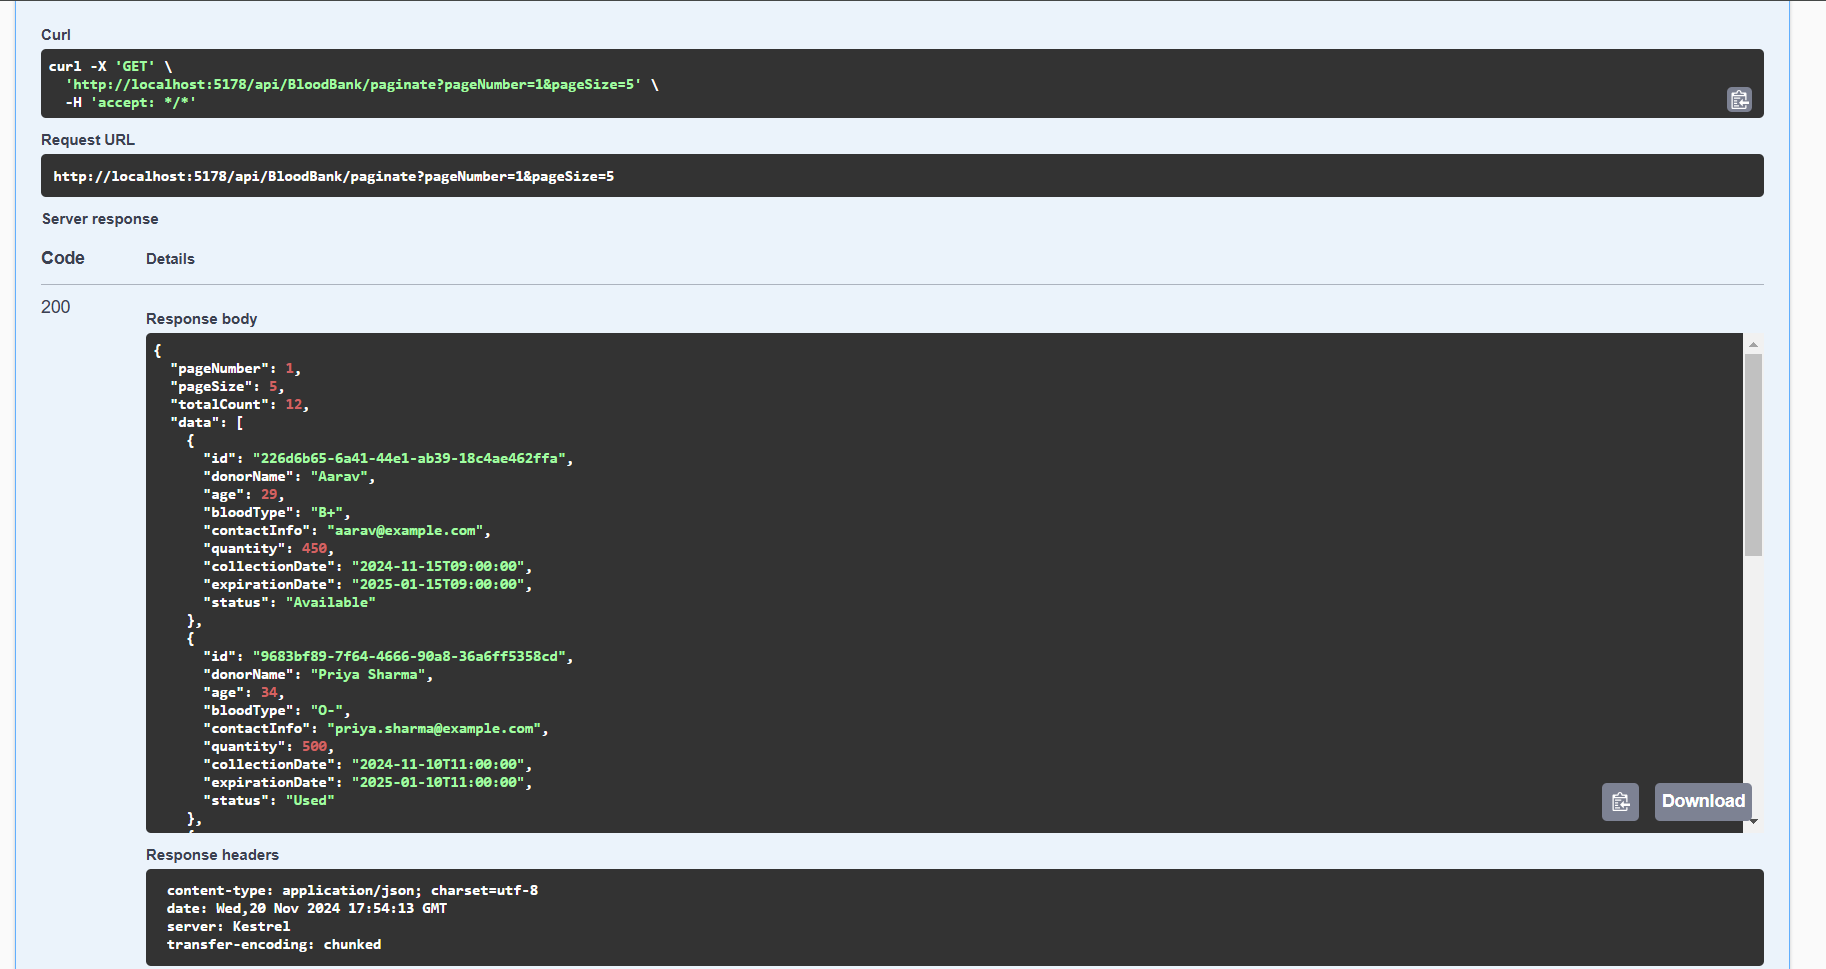 Curl
curl -X 'GET' \
  'http://localhost:5178/api/BloodBank/paginate?pageNumber=1&pageSize=5' \
  -H 'accept: */*'
Request URL
http://localhost:5178/api/BloodBank/paginate?pageNumber=1&pageSize=5
Server response
Code Details
200
Response body
{
  "pageNumber": 1,
  "pageSize": 5,
  "totalCount": 12,
  "data": [
    {
      "id": "226d6b65-6a41-44e1-ab39-18c4ae462ffa",
      "donorName": "Aarav",
      "age": 29,
      "bloodType": "B+",
      "contactInfo": "aarav@example.com",
      "quantity": 450,
      "collectionDate": "2024-11-15T09:00:00",
      "expirationDate": "2025-01-15T09:00:00",
      "status": "Available"
    },
    {
      "id": "9683bf89-7f64-4666-90a8-36a6ff5358cd",
      "donorName": "Priya Sharma",
      "age": 34,
      "bloodType": "O-",
      "contactInfo": "priya.sharma@example.com",
      "quantity": 500,
      "collectionDate": "2024-11-10T11:00:00",
      "expirationDate": "2025-01-10T11:00:00",
      "status": "Used"
    },
Download
Response headers
content-type: application/json; charset=utf-8
date: Wed,20 Nov 2024 17:54:13 GMT
server: Kestrel
transfer-encoding: chunked